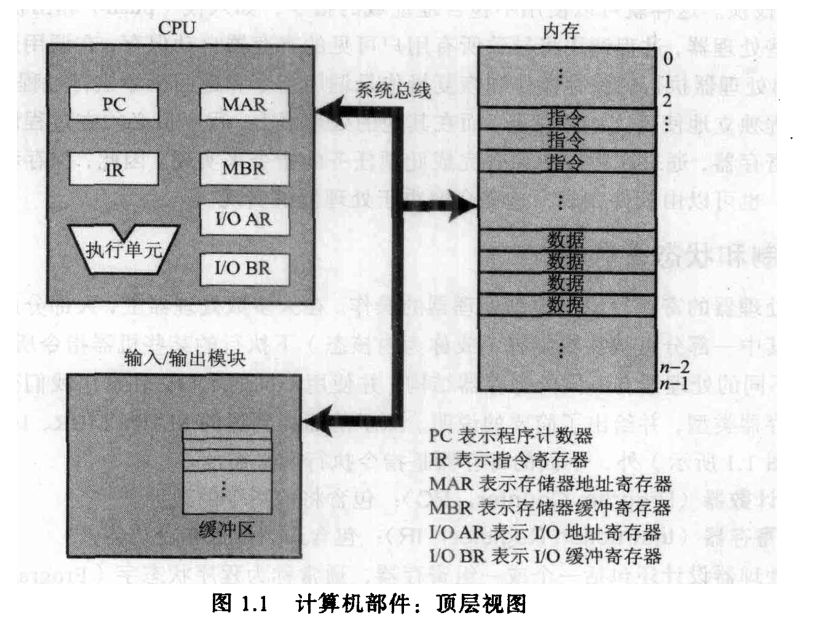 CPU
PC
MAR
IR
MBR
I/O AR
执行单元
I/O BR
系统总线
内存
0
1
2
指令
指令
指令
数据
数据
数据
数据
n-2
n-1
输入/输出模块
缓冲区
PC 表示程序计数器
IR 表示指令寄存器
MAR 表示存储器地址寄存器
MBR 表示存储器缓冲寄存器
I/O AR 表示 I/O 地址寄存器
I/O BR 表示 I/O 缓冲寄存器
图 1.1 计算机部件：顶层视图